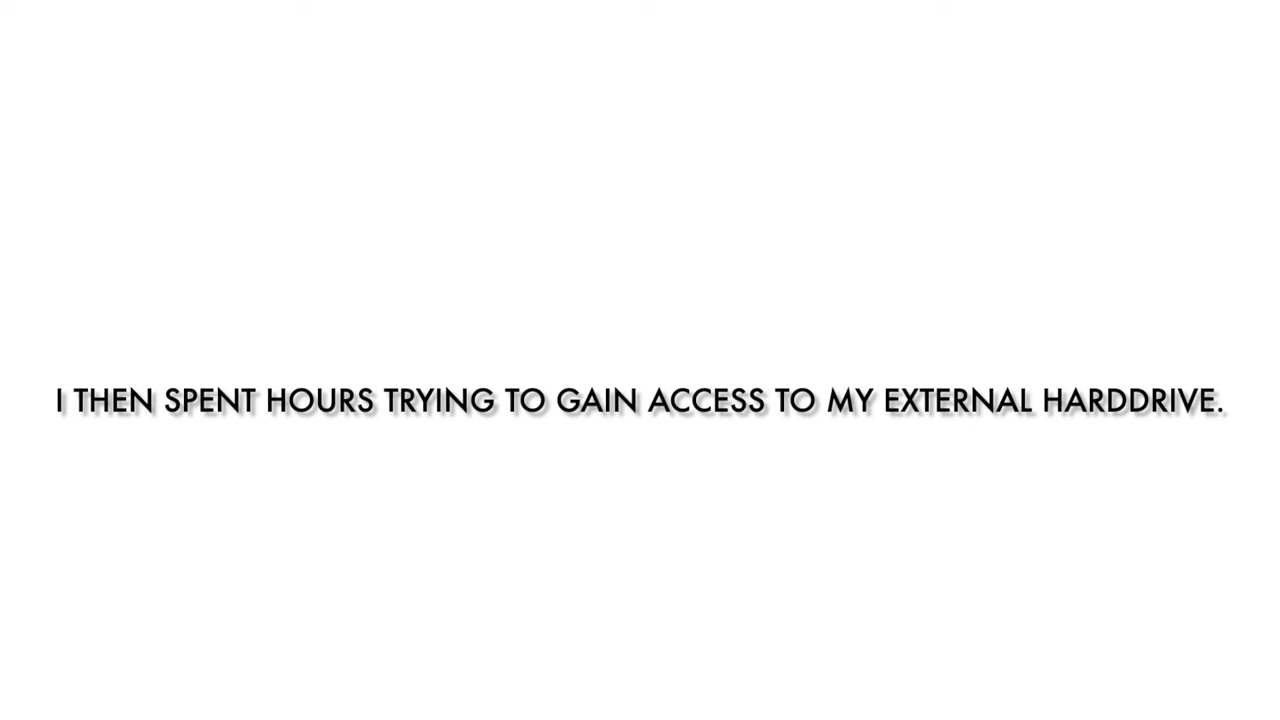 I THEN SPENT HOURS TRYING TO GAIN ACCESS TO MY EXTERNAL HARDDRIVE.